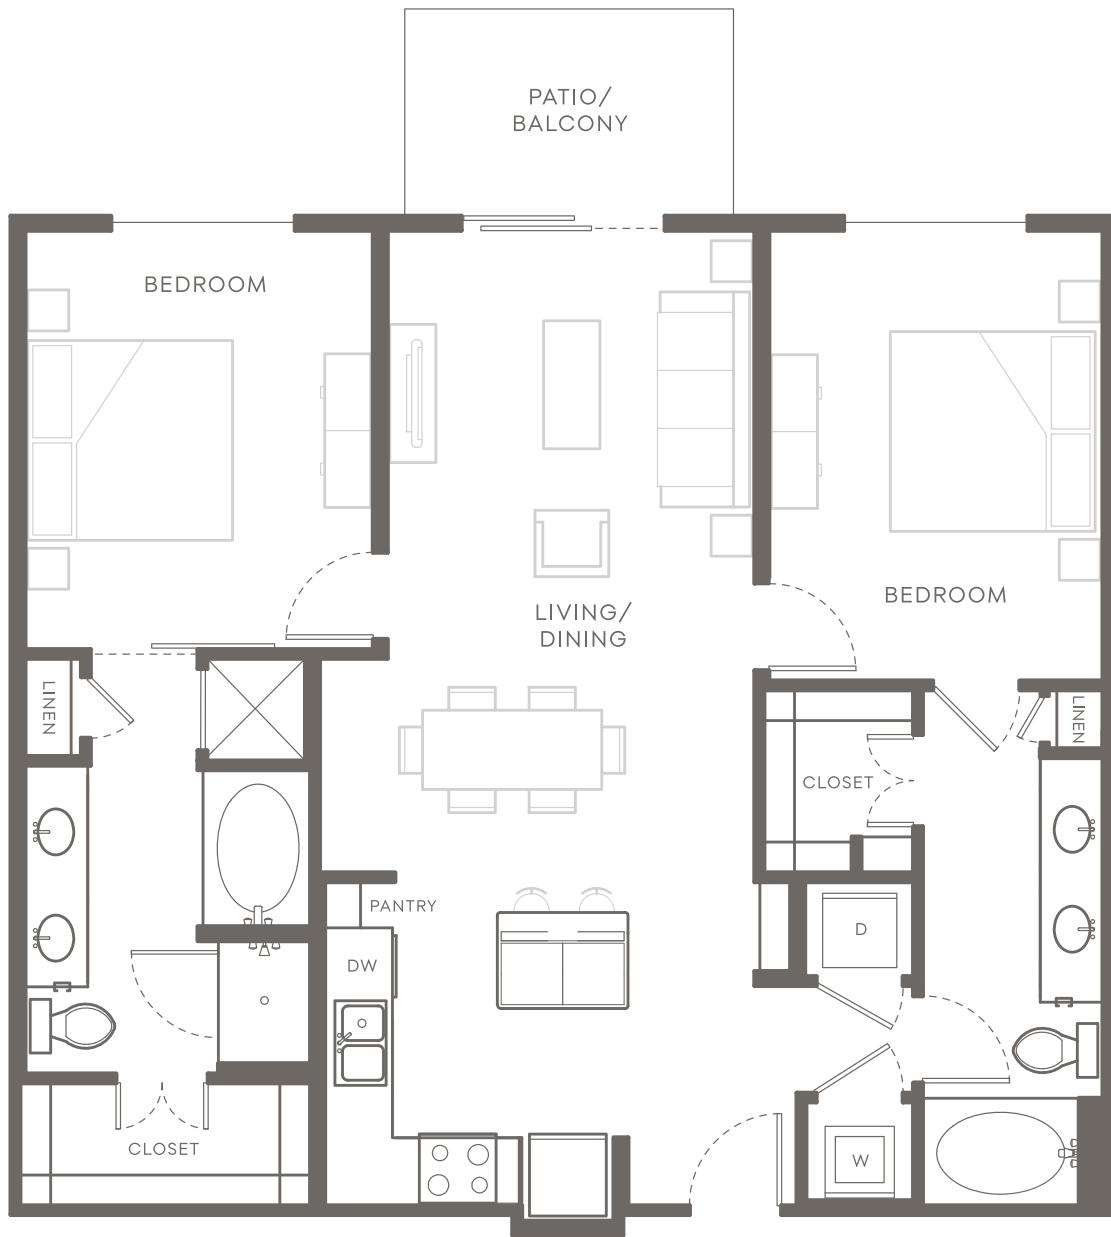 PATIO/
BALCONY
BEDROOM
LIVING/
DINING
BEDROOM
LINEN
LINEN
CLOSET
PANTRY
D
DW
CLOSET
W